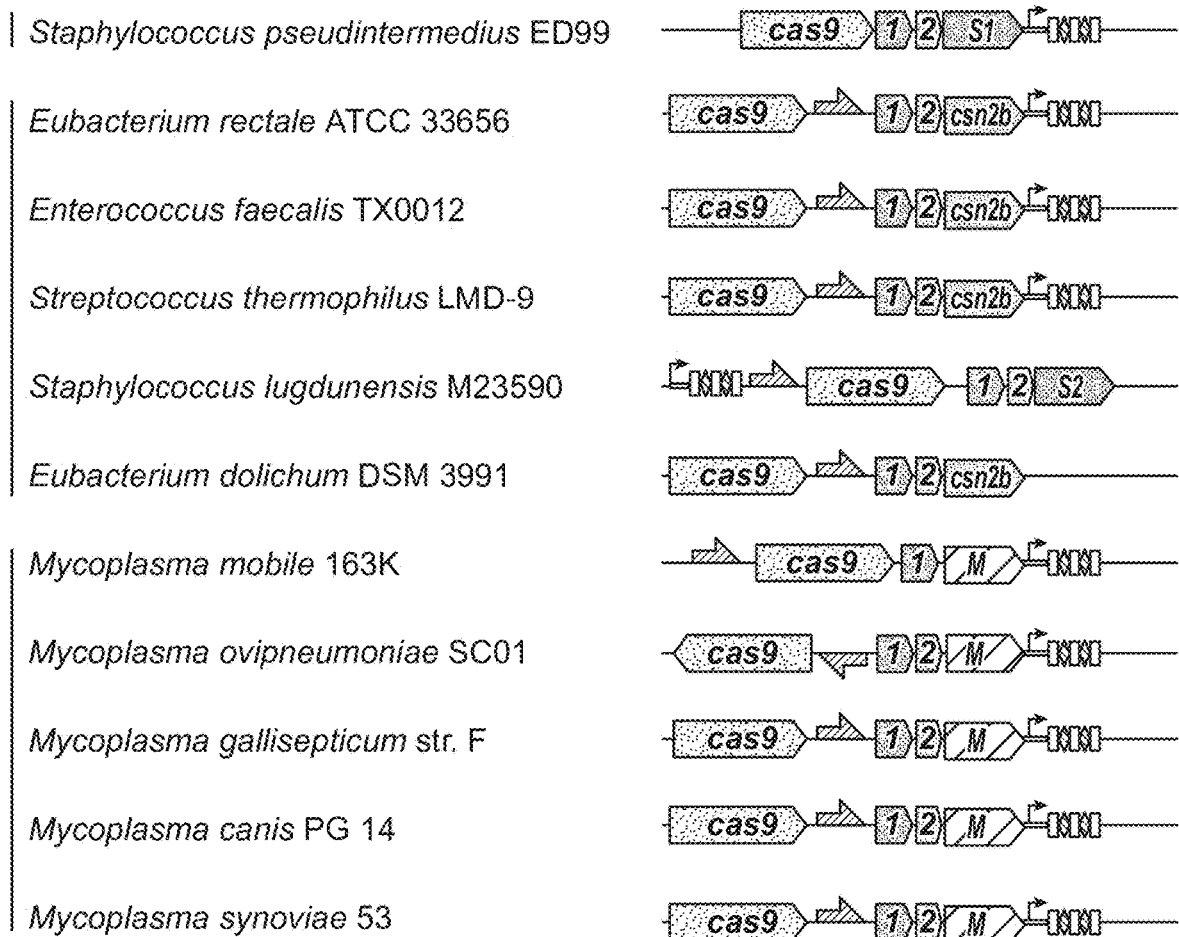 Staphylococcus pseudintermedius ED99 cas9 1 2 S1
Eubacterium rectale ATCC 33656 cas9 1 2 csn2b
Enterococcus faecalis TX0012 cas9 1 2 csn2b
Streptococcus thermophilus LMD-9 cas9 1 2 csn2b
Staphylococcus lugdunensis M23590 cas9 1 2 S2
Eubacterium dolichum DSM 3991 cas9 1 2 csn2b
Mycoplasma mobile 163K cas9 1 M
Mycoplasma ovipneumoniae SC01 cas9 1 2 M
Mycoplasma gallisepticum str. F cas9 1 2 M
Mycoplasma canis PG 14 cas9 1 2 M
Mycoplasma synoviae 53 cas9 1 2 M